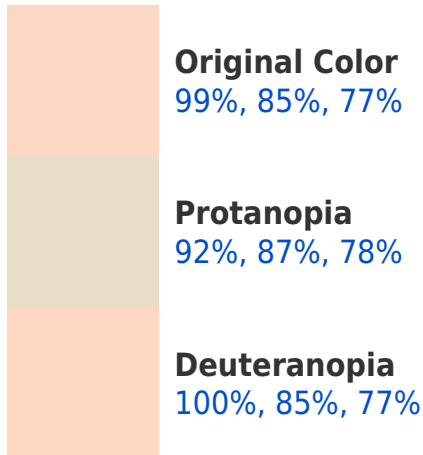 Original Color
99%, 85%, 77%
Protanopia
92%, 87%, 78%
Deuteranopia
100%, 85%, 77%